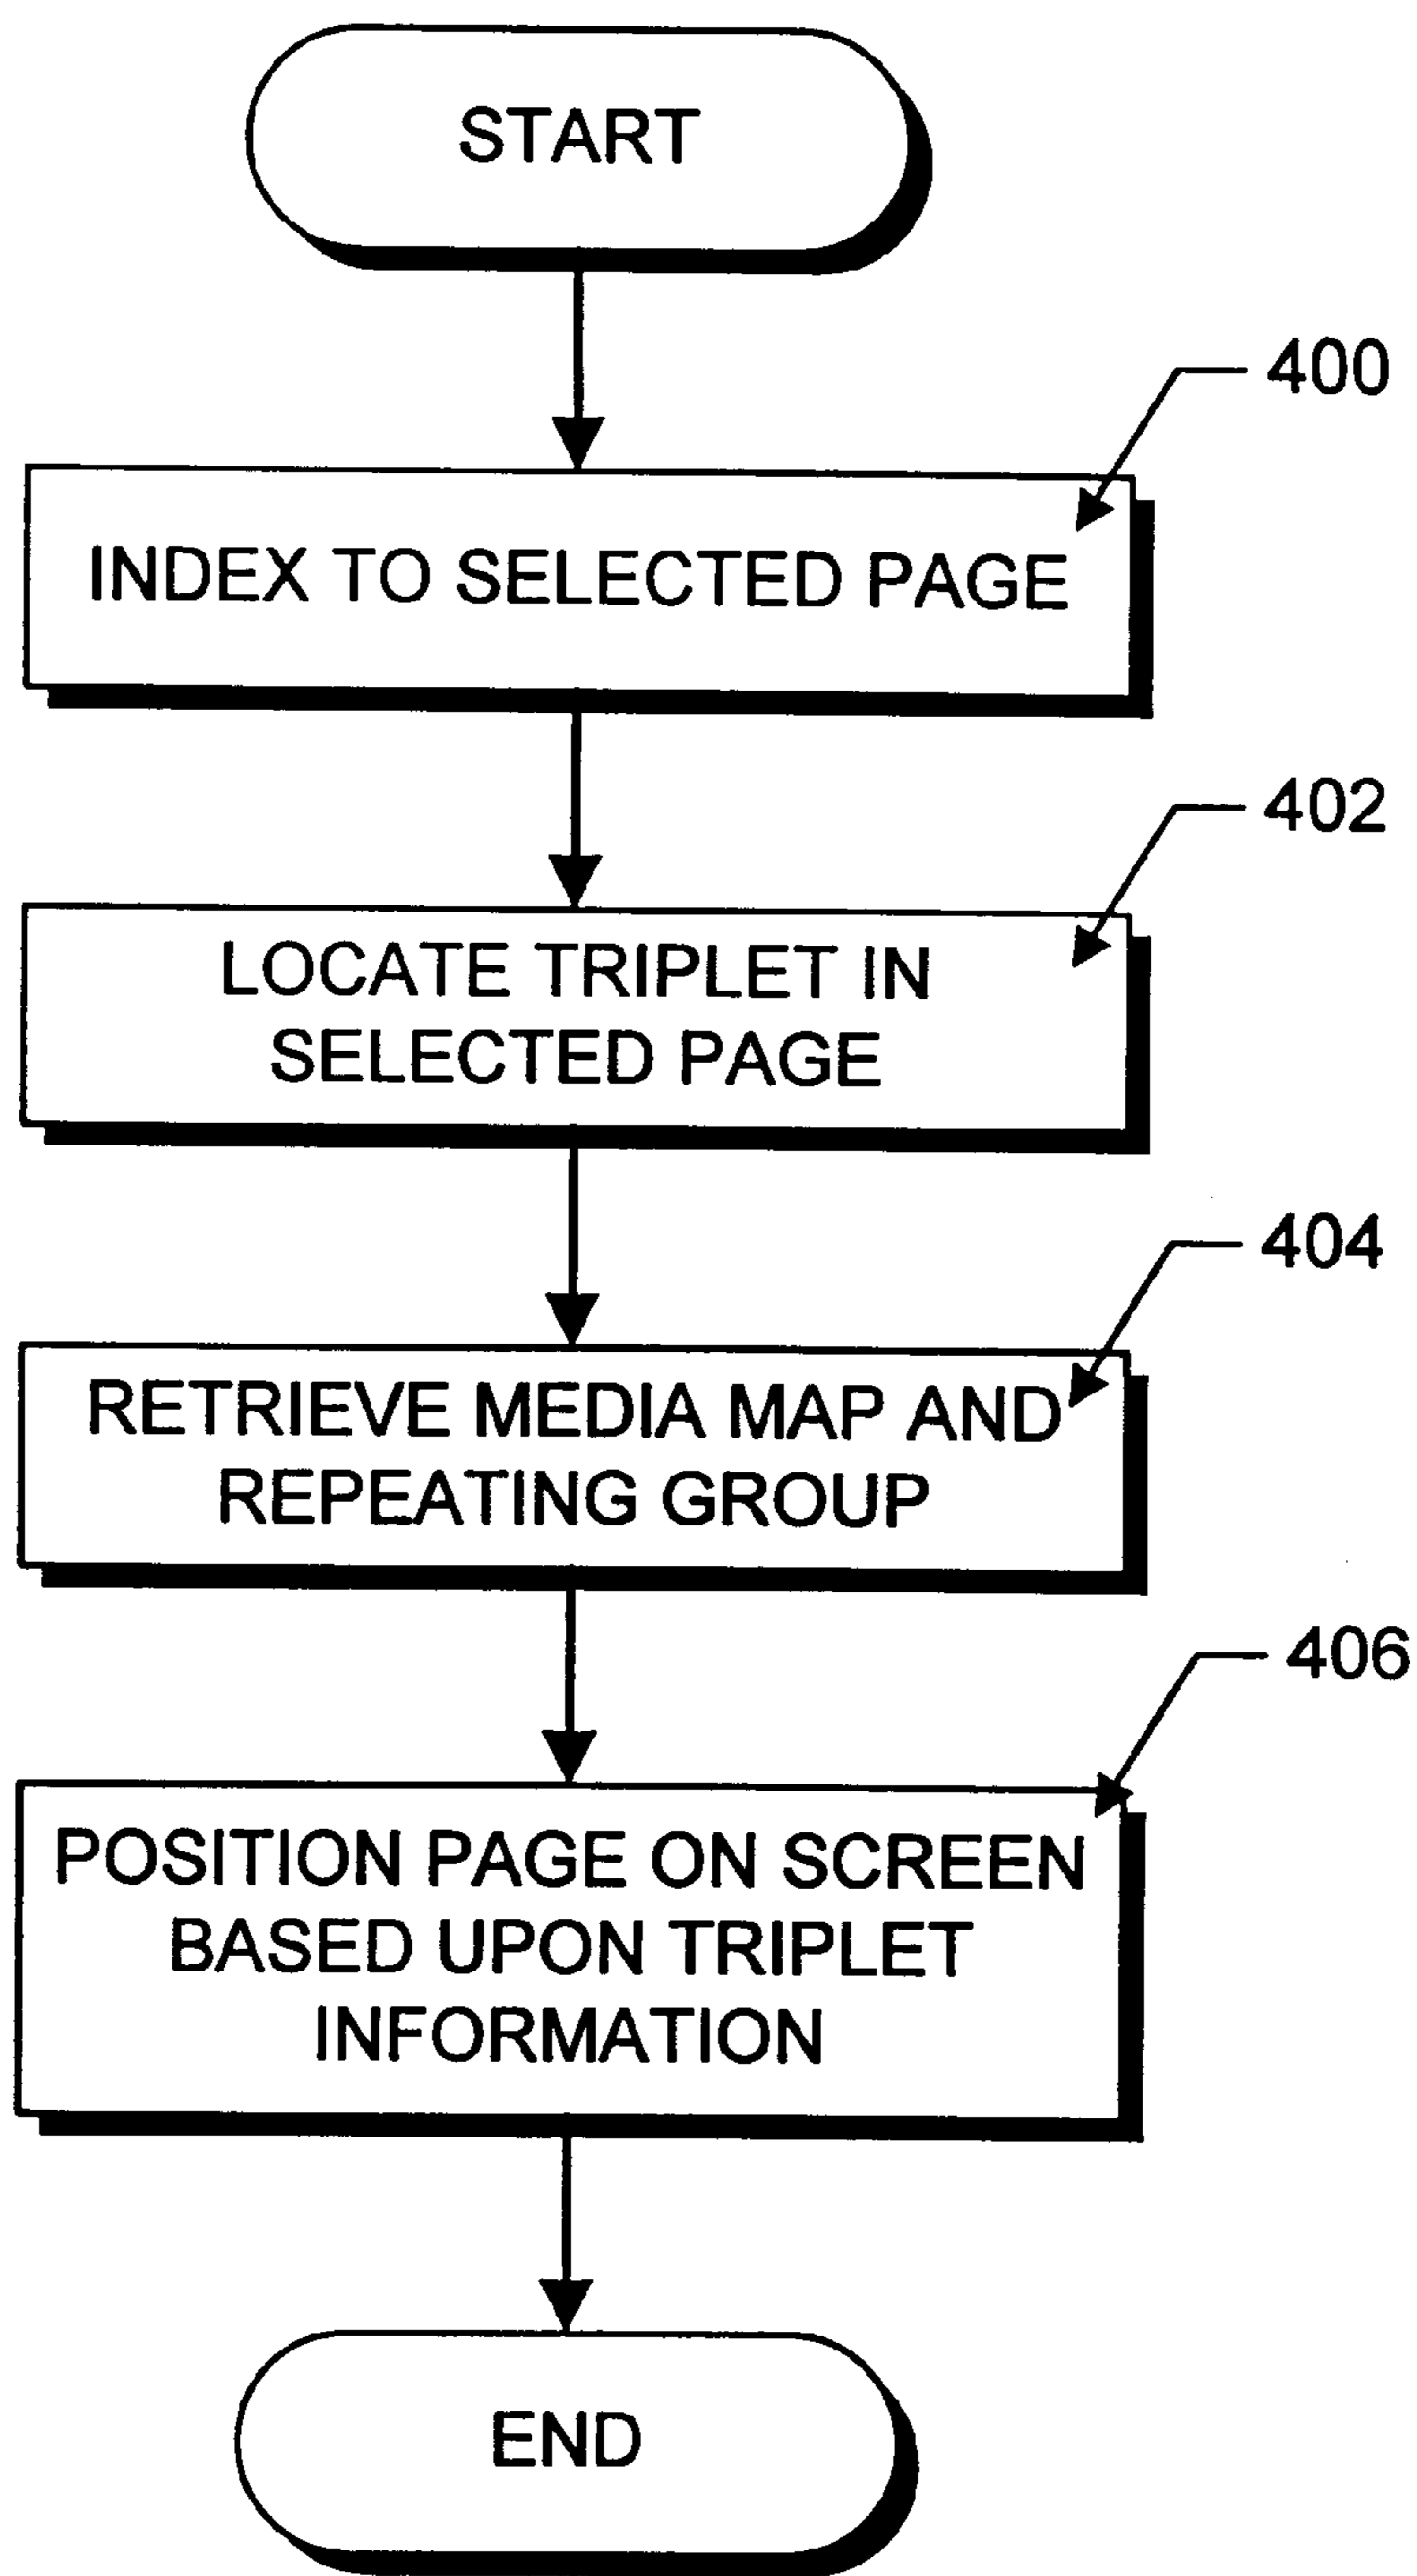 START
400
INDEX TO SELECTED PAGE
402
LOCATE TRIPLET IN
SELECTED PAGE
404
RETRIEVE MEDIA MAP AND
REPEATING GROUP
406
POSITION PAGE ON SCREEN
BASED UPON TRIPLET
INFORMATION
END